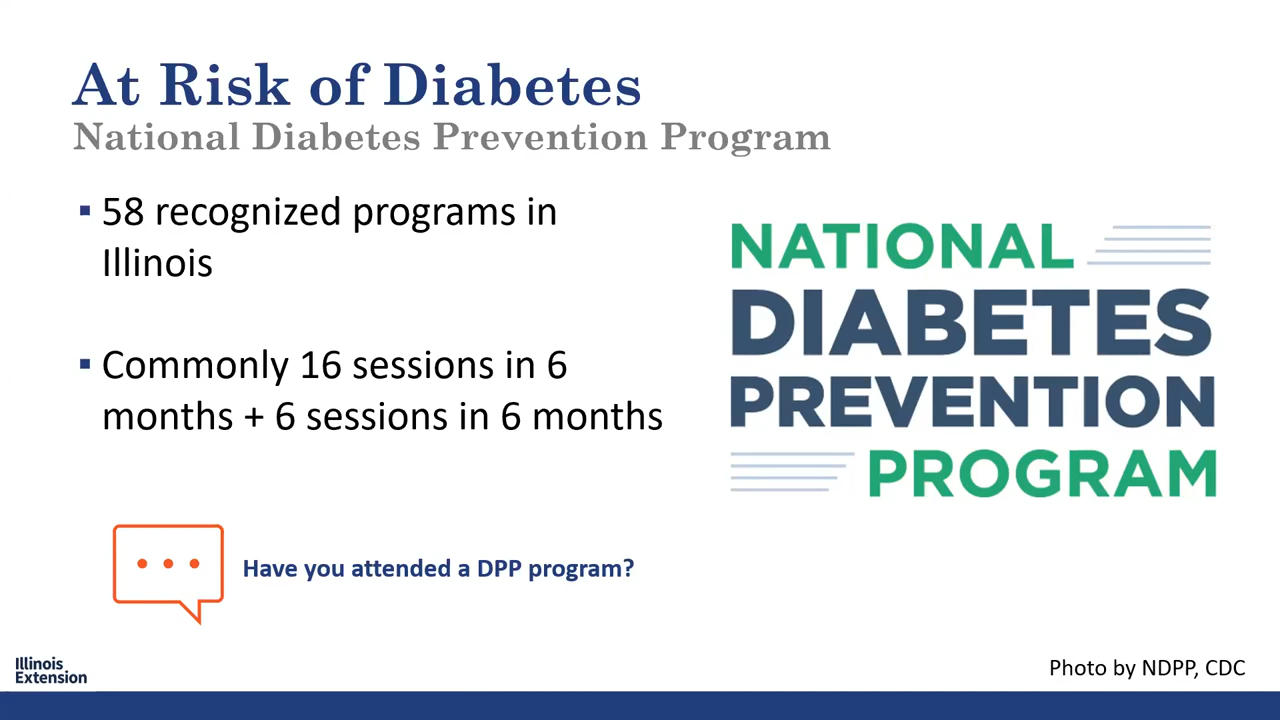 At Risk of Diabetes
National Diabetes Prevention Program
▪ 58 recognized programs in
Illinois
▪ Commonly 16 sessions in 6
months + 6 sessions in 6 months
NATIONAL
DIABETES
PREVENTION
PROGRAM
Have you attended a DPP program?
Illinois
Extension
Photo by NDPP, CDC